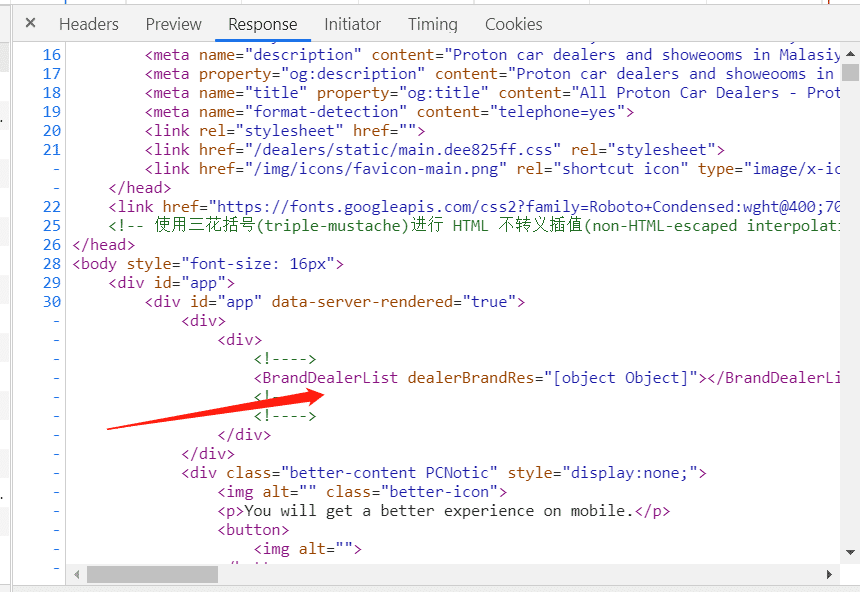 × Headers Preview Response Initiator Timing Cookies
16 <meta name="description" content="Proton car dealers and showeooms in Malasiy
17 <meta property="og:description" content="Proton car dealers and showeooms in
18 <meta name="title" property="og:title" content="All Proton Car Dealers - Prot
19 <meta name="format-detection" content="telephone=yes">
20 <link rel="stylesheet" href="">
21 <link href="/dealers/static/main.dee825ff.css" rel="stylesheet">
- <link href="/img/icons/favicon-main.png" rel="shortcut icon" type="image/x-ic
- </head>
22 <link href="https://fonts.googleapis.com/css2?family=Roboto+Condensed:wght@400;70
25 <!-- 使用三花括号(triple-mustache)进行 HTML 不转义插值(non-HTML-escaped interpolati
26 </head>
28 <body style="font-size: 16px">
29 <div id="app">
30 <div id="app" data-server-rendered="true">
- <div>
- <div>
- <!---->
- <BrandDealerList dealerBrandRes="[object Object]"></BrandDealerLi
-
- <!---->
- </div>
- </div>
- <div class="better-content PCNotic" style="display:none;">
- <img alt="" class="better-icon">
- <p>You will get a better experience on mobile.</p>
- <button>
- <img alt="">
-